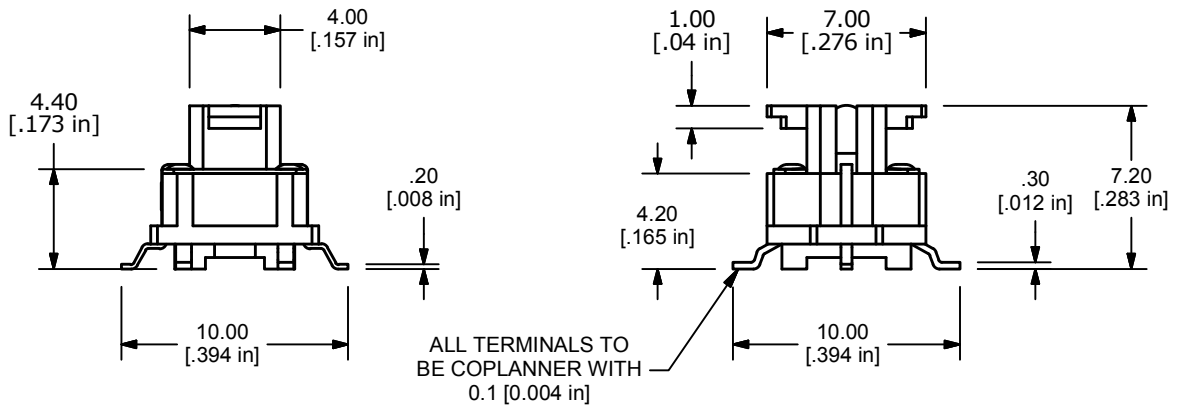 4.00
[.157 in]
4.40
[.173 in]
.20
[.008 in]
10.00
[.394 in]
1.00
[.04 in]
7.00
[.276 in]
4.20
[.165 in]
.30
[.012 in]
7.20
[.283 in]
10.00
[.394 in]
ALL TERMINALS TO
BE COPLANNER WITH
0.1 [0.004 in]